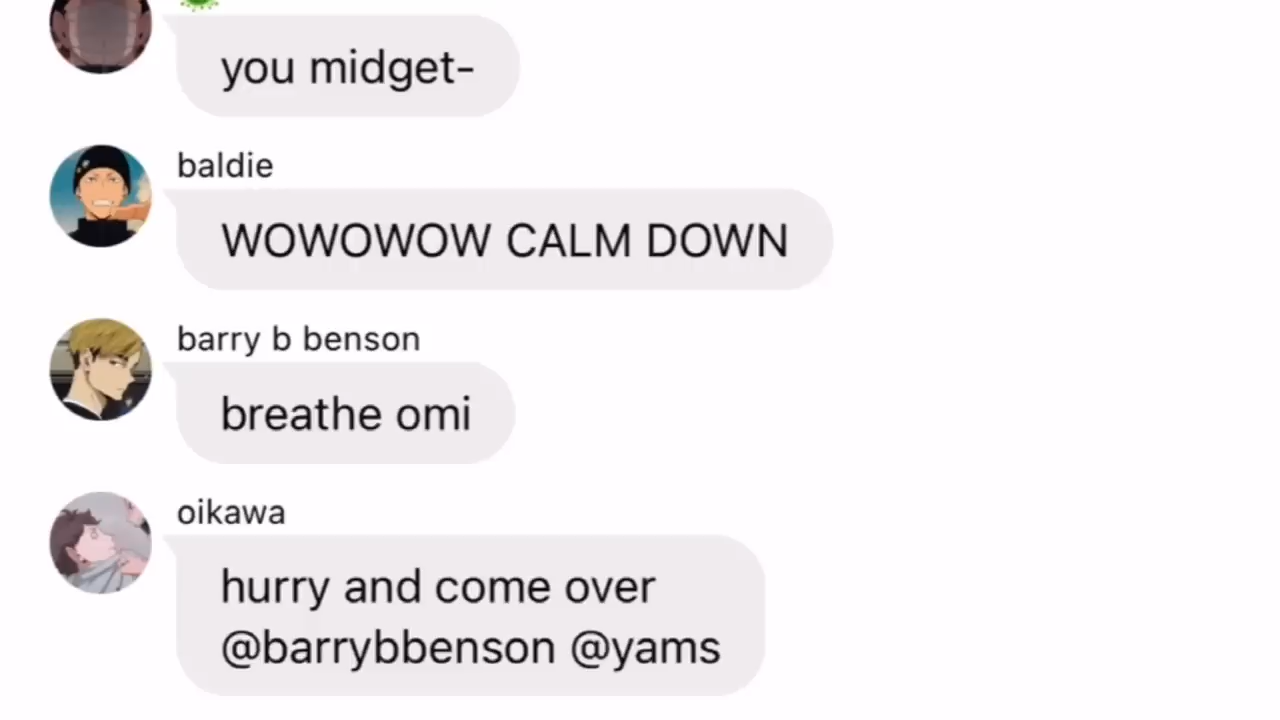 you midget-
baldie
WOWOWOW CALM DOWN
barry b benson
breathe omi
oikawa
hurry and come over
@barrybbenson @yams